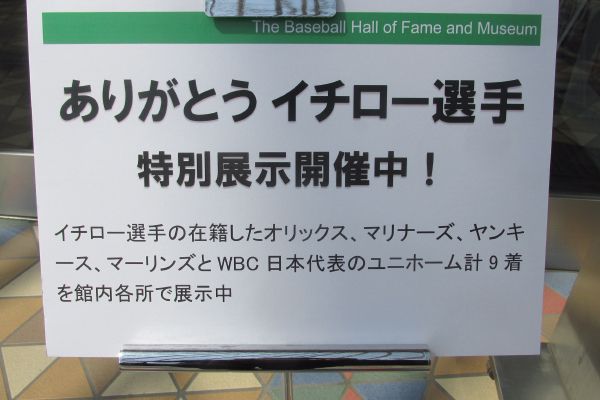 The Baseball Hall of Fame and Museum
ありがとう イチロー選手
特別展示開催中！
イチロー選手の在籍したオリックス、マリナーズ、ヤンキ
ース、マーリンズと WBC 日本代表のユニホーム計 9 着
を館内各所で展示中